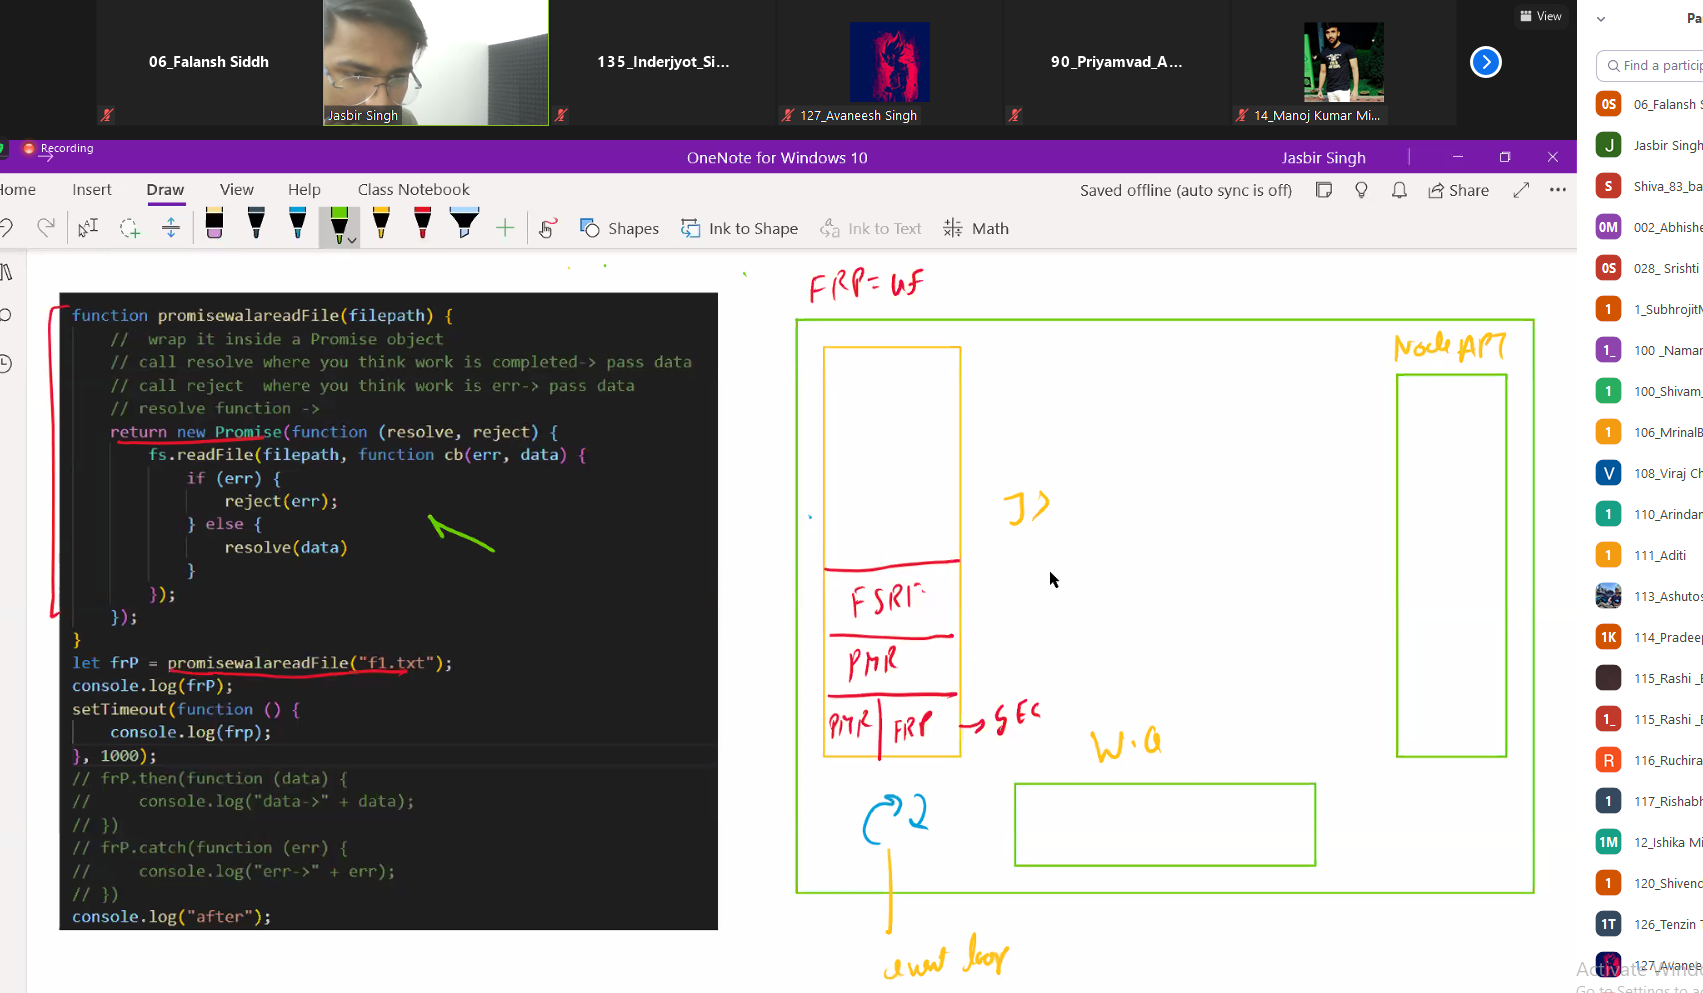 View
06_Falansh Siddh
Jasbir Singh
135_Inderjyot_Si...
127_Avaneesh Singh
90_Priyamvad_A...
14_Manoj Kumar Mi...
Recording
OneNote for Windows 10
Jasbir Singh
Home Insert Draw View Help Class Notebook
Saved offline (auto sync is off)
Share
Shapes Ink to Shape Ink to Text Math
FRP = UF
function promisewalareadFile(filepath) {
// wrap it inside a Promise object
// call resolve where you think work is completed-> pass data
// call reject where you think work is err-> pass data
// resolve function ->
return new Promise(function (resolve, reject) {
fs.readFile(filepath, function cb(err, data) {
if (err) {
reject(err);
} else {
resolve(data)
}
});
});
}
let frP = promisewalareadFile("f1.txt");
console.log(frP);
setTimeout(function () {
console.log(frp);
}, 1000);
// frP.then(function (data) {
// console.log("data->" + data);
// })
// frP.catch(function (err) {
// console.log("err->" + err);
// })
console.log("after");
Node API
FSRF
PMR
PMR FRP → GEC
W.Q
event loop
Pa
Find a particip
0S 06_Falansh S
J Jasbir Singh
S Shiva_83_ba
0M 002_Abhishe
0S 028_ Srishti
1 1_SubhrojitM
1_ 100 _Naman
1 100_Shivam_
1 106_MrinalB
V 108_Viraj Ch
1 110_Arindan
1 111_Aditi
113_Ashutos
1K 114_Pradeep
115_Rashi _B
1_ 115_Rashi _B
R 116_Ruchira
1 117_Rishabh
1M 12_Ishika Mi
1 120_Shivend
1T 126_Tenzin T
127_Avanee
Activate Windo
Go to Settings to a